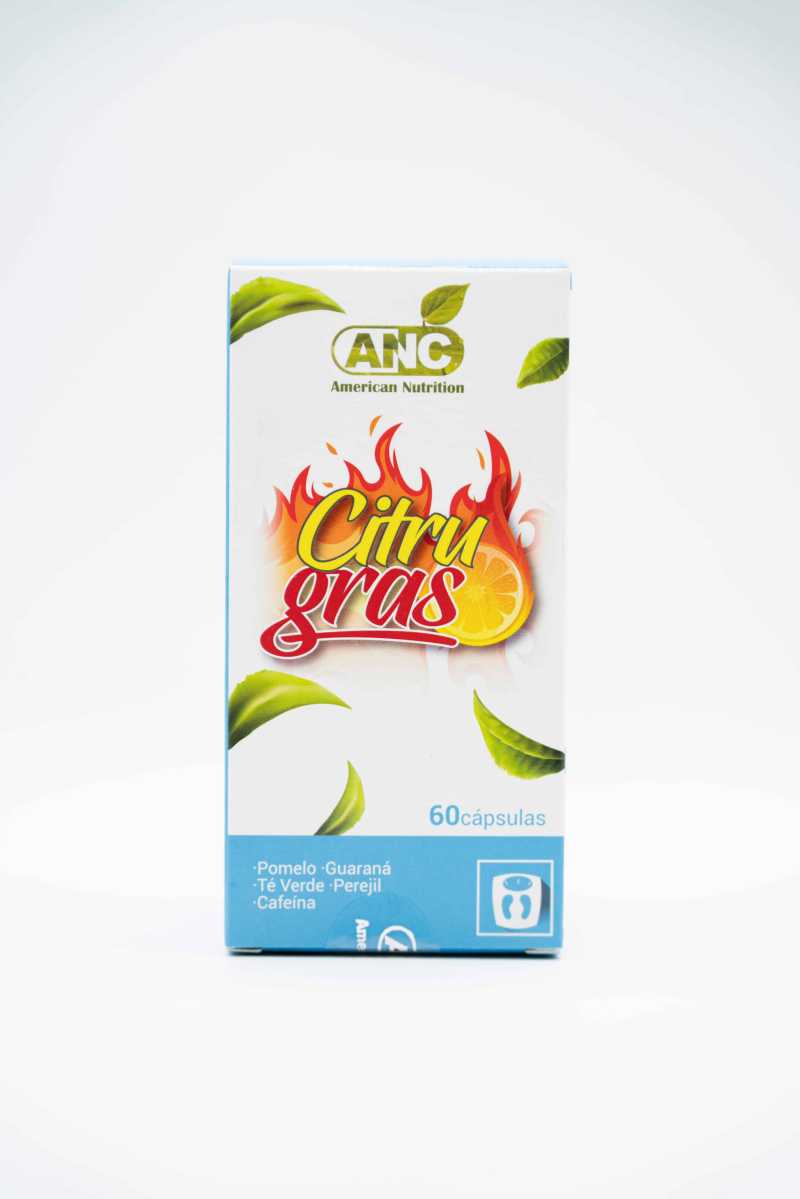 ANC
American Nutrition
Citru
gras
60cápsulas
·Pomelo ·Guaraná
·Té Verde ·Perejil
·Cafeína